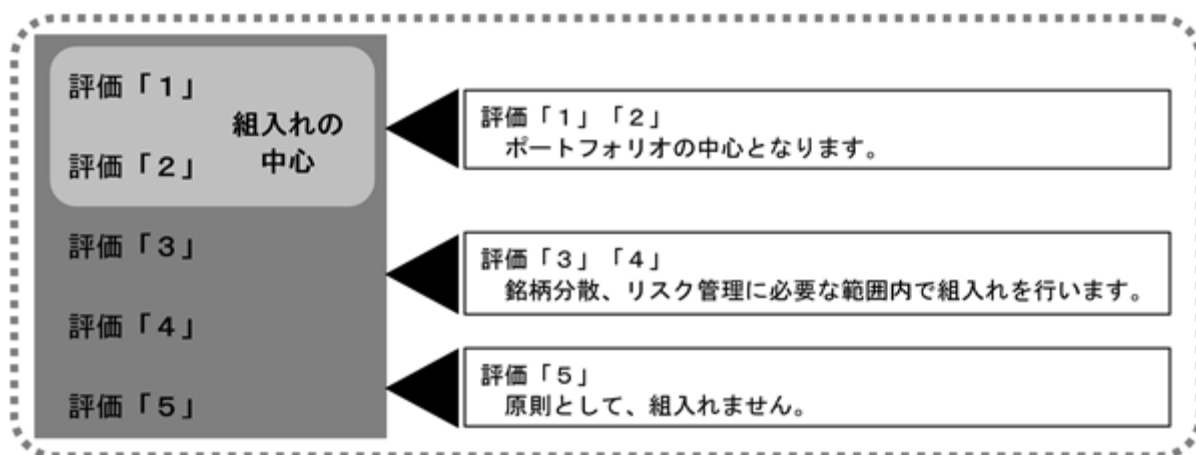 評価「１」
組入れの
中心
評価「２」
評価「３」
評価「４」
評価「５」
評価「１」「２」
ポートフォリオの中心となります。
評価「３」「４」
銘柄分散、リスク管理に必要な範囲内で組入れを行います。
評価「５」
原則として、組入れません。